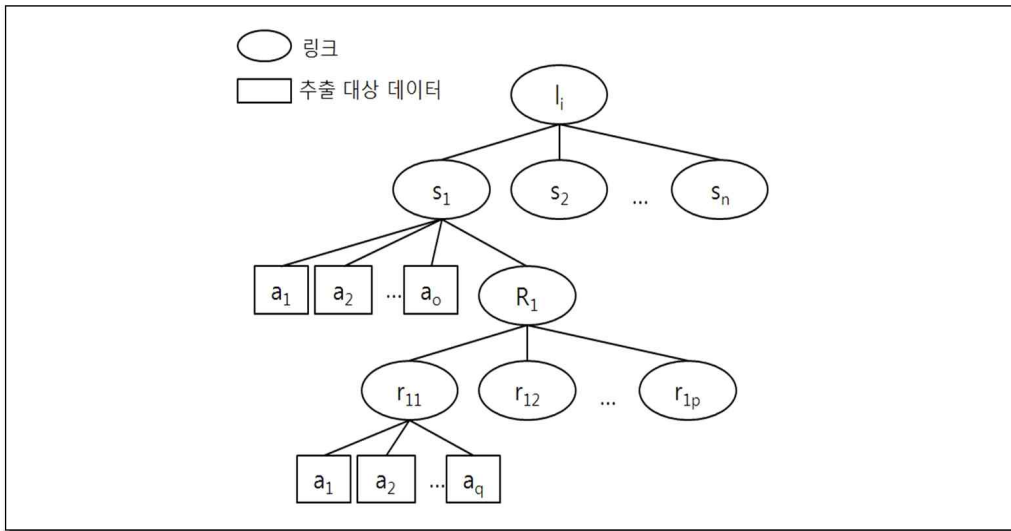 링크
추출 대상 데이터
l_i
s_1 s_2 ... s_n
a_1 a_2 ... a_o R_1
r_11 r_12 ... r_1p
a_1 a_2 ... a_q